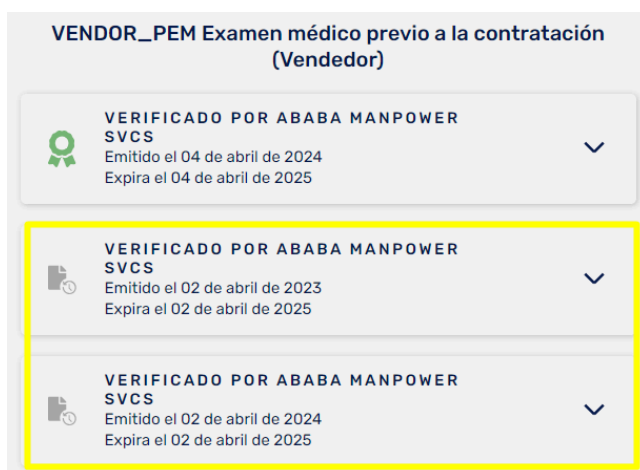 VENDOR_PEM Examen médico previo a la contratación
(Vendedor)
VERIFICADO POR ABABA MANPOWER
SVCS
Emitido el 04 de abril de 2024
Expira el 04 de abril de 2025
VERIFICADO POR ABABA MANPOWER
SVCS
Emitido el 02 de abril de 2023
Expira el 02 de abril de 2025
VERIFICADO POR ABABA MANPOWER
SVCS
Emitido el 02 de abril de 2024
Expira el 02 de abril de 2025